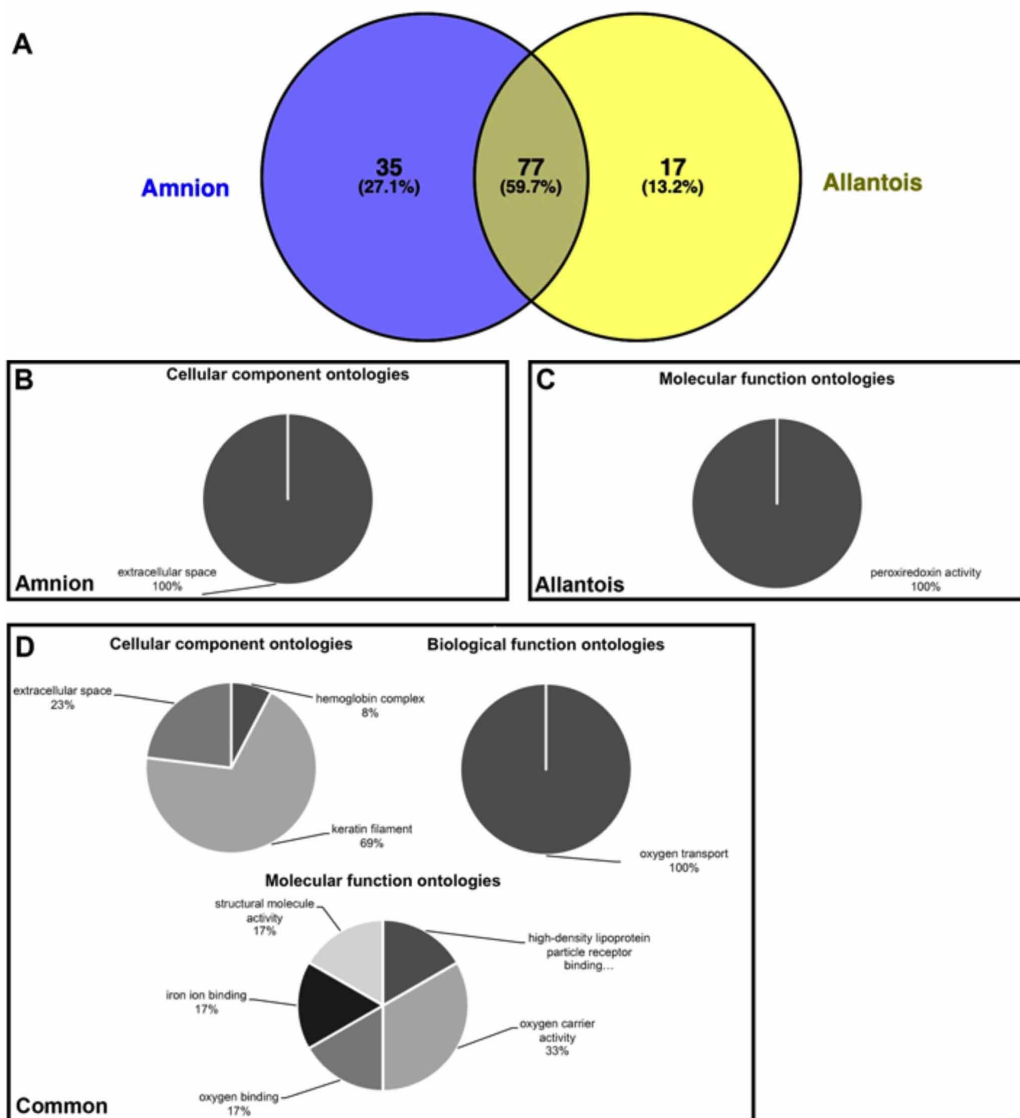 A
35
(27.1%)
77
(59.7%)
17
(13.2%)
Amnion
Allantois
B
Cellular component ontologies
extracellular space
100%
Amnion
C
Molecular function ontologies
peroxiredoxin activity
100%
Allantois
D
Cellular component ontologies
extracellular space
23%
hemoglobin complex
8%
keratin filament
69%
Biological function ontologies
oxygen transport
100%
Molecular function ontologies
structural molecule
activity
17%
high-density lipoprotein
particle receptor
binding...
iron ion binding
17%
oxygen carrier
activity
33%
oxygen binding
17%
Common